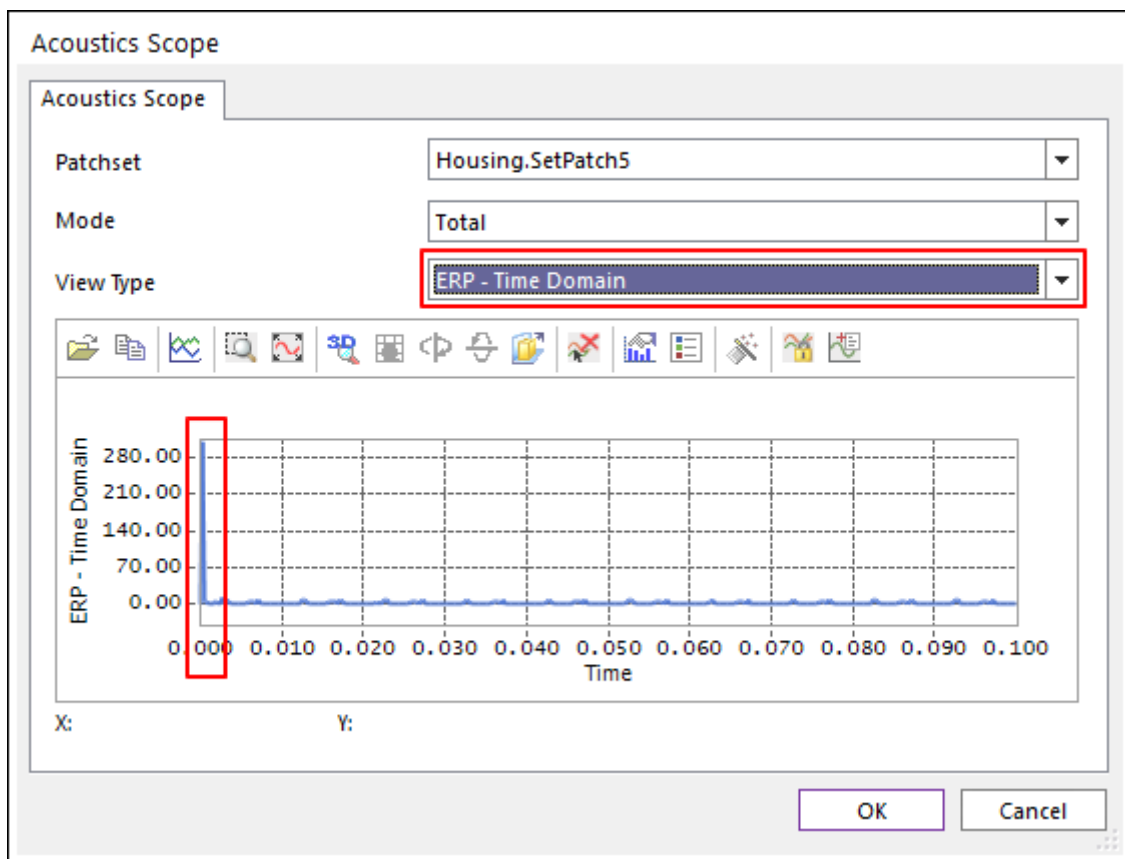 Acoustics Scope
Acoustics Scope
Patchset Housing.SetPatch5
Mode Total
View Type ERP - Time Domain
3D
ERP - Time Domain
280.00
210.00
140.00
70.00
0.00
0.000 0.010 0.020 0.030 0.040 0.050 0.060 0.070 0.080 0.090 0.100
Time
X: Y:
OK Cancel